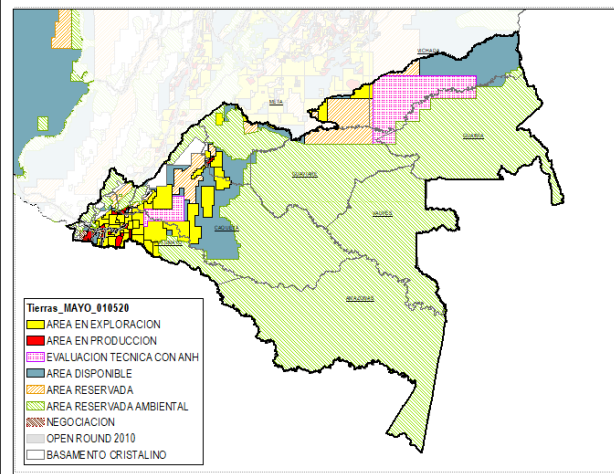 VICHADA
META
GUAINIA
GUAVIARE
VAUPES
CAQUETA
PUTUMAYO
AMAZONAS
Tierras_MAYO_010520
AREA EN EXPLORACION
AREA EN PRODUCCION
EVALUACION TECNICA CON ANH
AREA DISPONIBLE
AREA RESERVADA
AREA RESERVADA AMBIENTAL
NEGOCIACION
OPEN ROUND 2010
BASAMENTO CRISTALINO